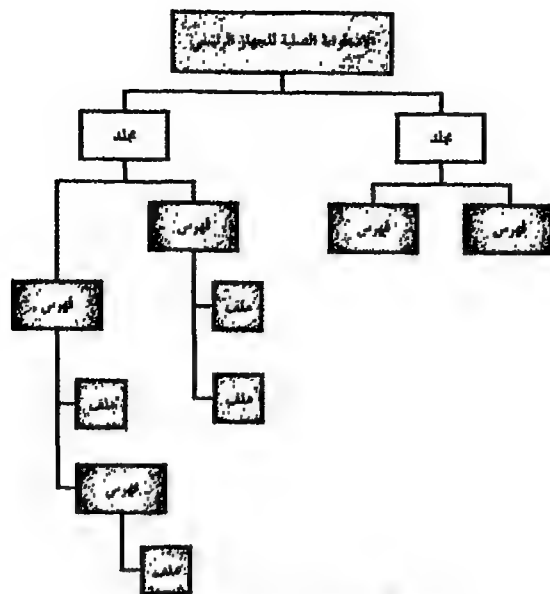 الاسطوانة الصلبة للجهاز الرئيسي
مجلد
مجلد
فهرس
فهرس
فهرس
فهرس
ملف
ملف
ملف
فهرس
ملف